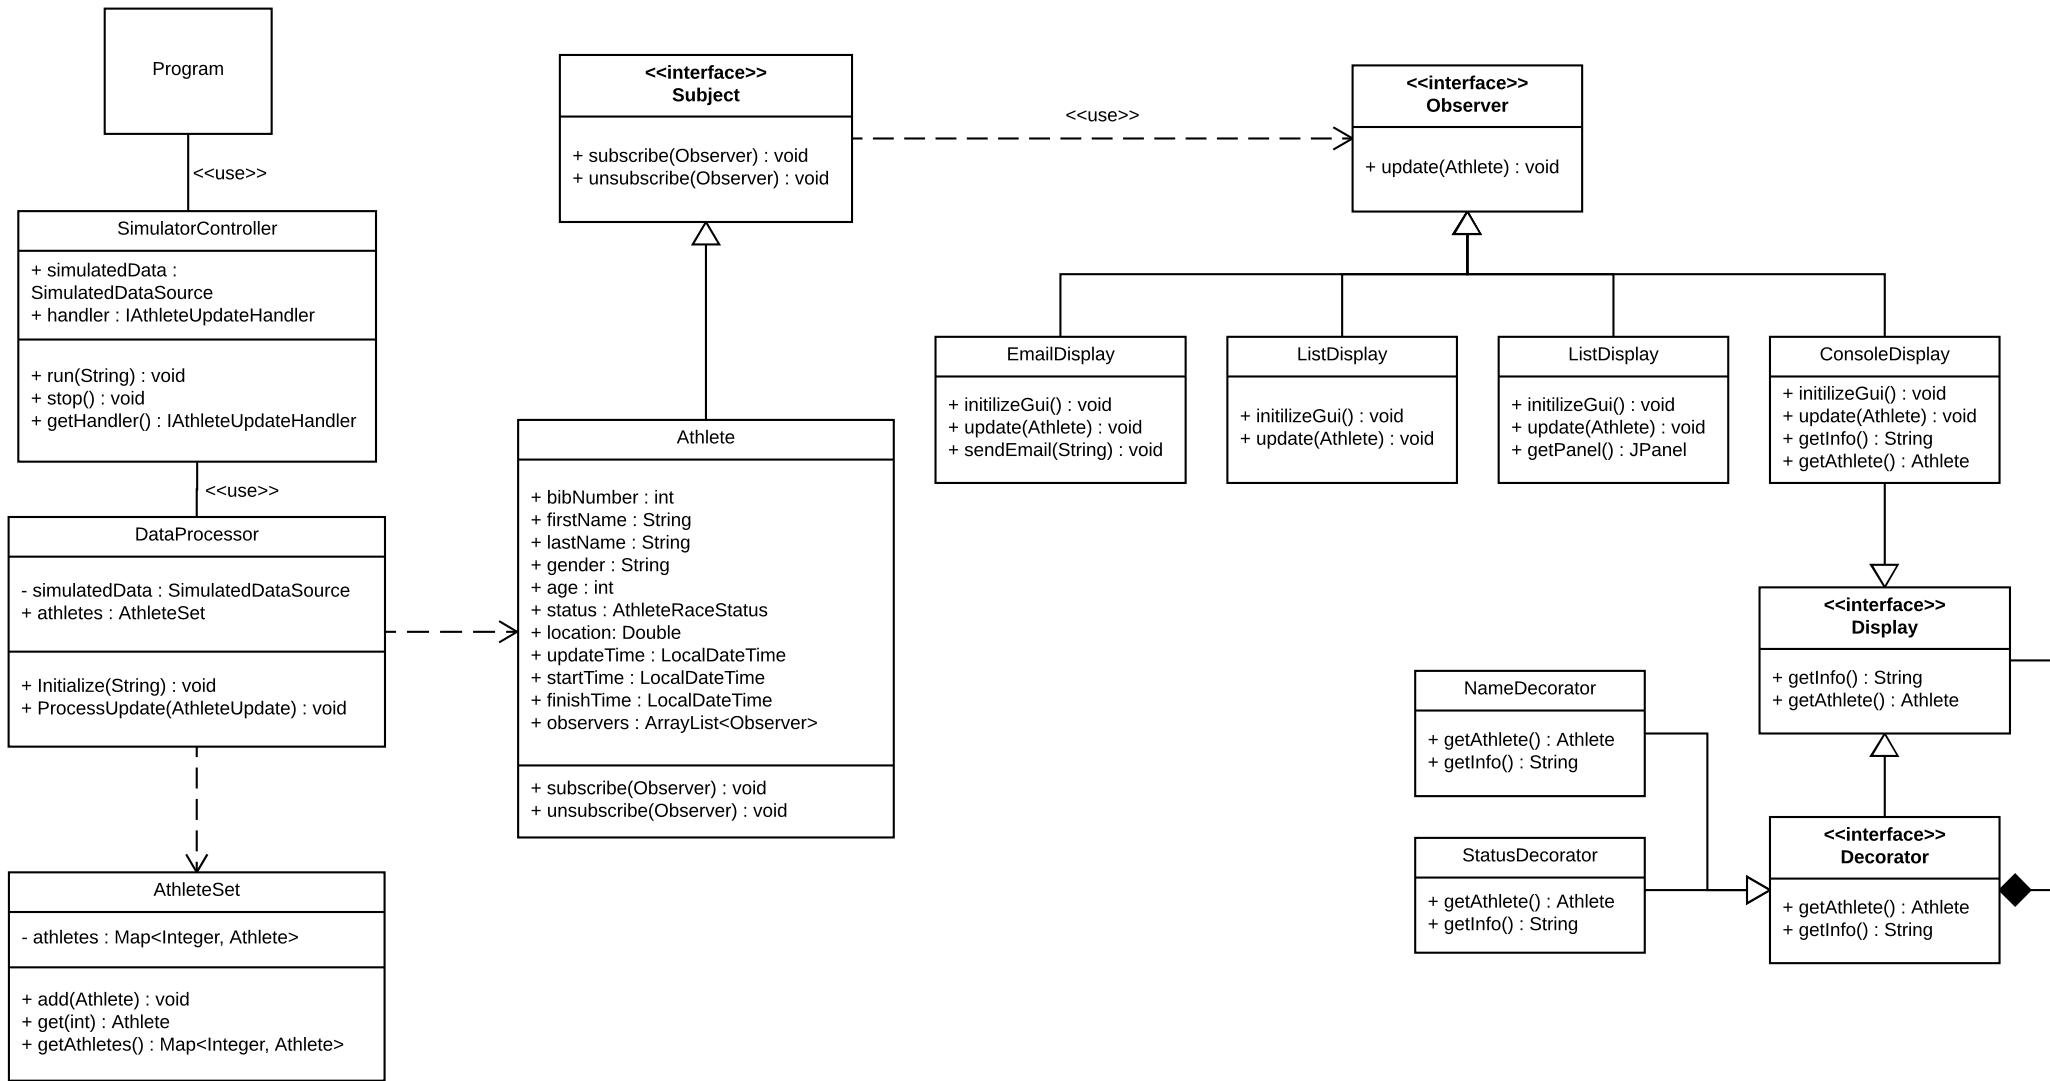 Program
<<use>>
SimulatorController
+ simulatedData :
SimulatedDataSource
+ handler : IAthleteUpdateHandler
+ run(String) : void
+ stop() : void
+ getHandler() : IAthleteUpdateHandler
<<use>>
DataProcessor
- simulatedData : SimulatedDataSource
+ athletes : AthleteSet
+ Initialize(String) : void
+ ProcessUpdate(AthleteUpdate) : void
AthleteSet
- athletes : Map<Integer, Athlete>
+ add(Athlete) : void
+ get(int) : Athlete
+ getAthletes() : Map<Integer, Athlete>
<<interface>>
Subject
+ subscribe(Observer) : void
+ unsubscribe(Observer) : void
<<use>>
Athlete
+ bibNumber : int
+ firstName : String
+ lastName : String
+ gender : String
+ age : int
+ status : AthleteRaceStatus
+ location: Double
+ updateTime : LocalDateTime
+ startTime : LocalDateTime
+ finishTime : LocalDateTime
+ observers : ArrayList<Observer>
+ subscribe(Observer) : void
+ unsubscribe(Observer) : void
<<interface>>
Observer
+ update(Athlete) : void
EmailDisplay
+ initilizeGui() : void
+ update(Athlete) : void
+ sendEmail(String) : void
ListDisplay
+ initilizeGui() : void
+ update(Athlete) : void
ListDisplay
+ initilizeGui() : void
+ update(Athlete) : void
+ getPanel() : JPanel
ConsoleDisplay
+ initilizeGui() : void
+ update(Athlete) : void
+ getInfo() : String
+ getAthlete() : Athlete
<<interface>>
Display
+ getInfo() : String
+ getAthlete() : Athlete
NameDecorator
+ getAthlete() : Athlete
+ getInfo() : String
StatusDecorator
+ getAthlete() : Athlete
+ getInfo() : String
<<interface>>
Decorator
+ getAthlete() : Athlete
+ getInfo() : String